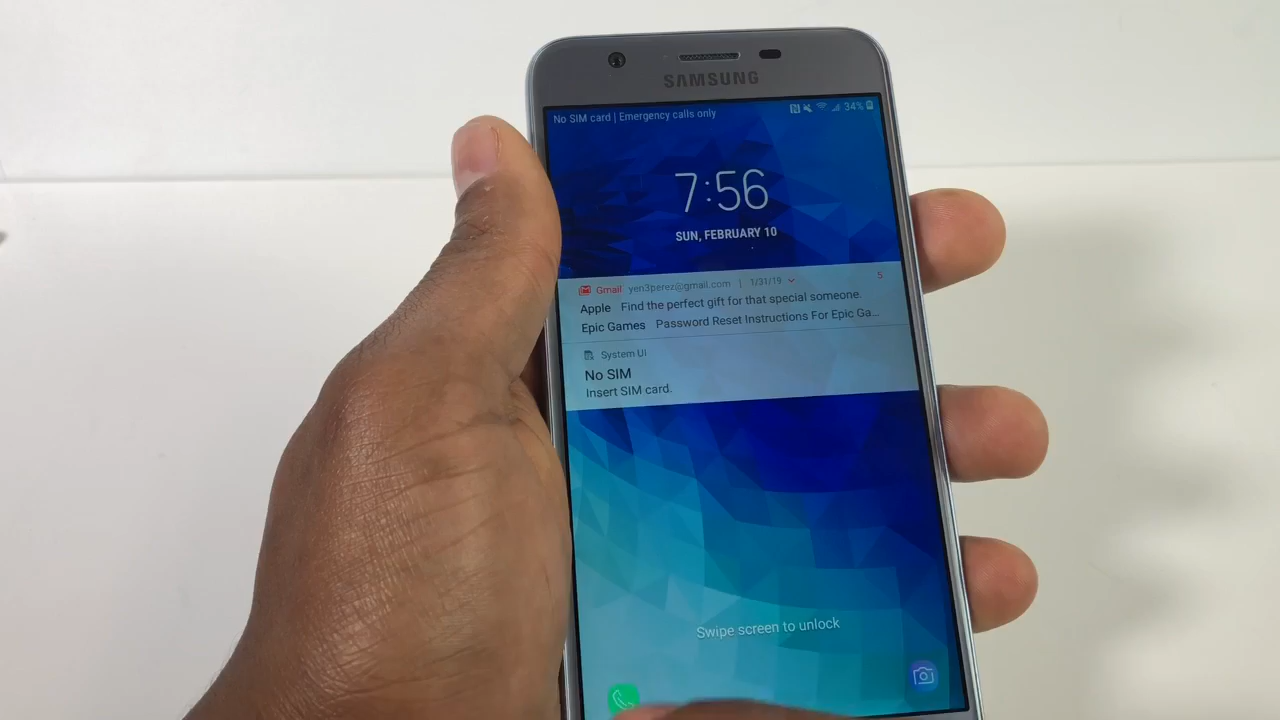 SAMSUNG
No SIM card | Emergency calls only 34%
7:56
SUN, FEBRUARY 10
Gmail yen3perez@gmail.com | 1/31/19 5
Apple Find the perfect gift for that special someone.
Epic Games Password Reset Instructions For Epic Ga...
System UI
No SIM
Insert SIM card.
Swipe screen to unlock